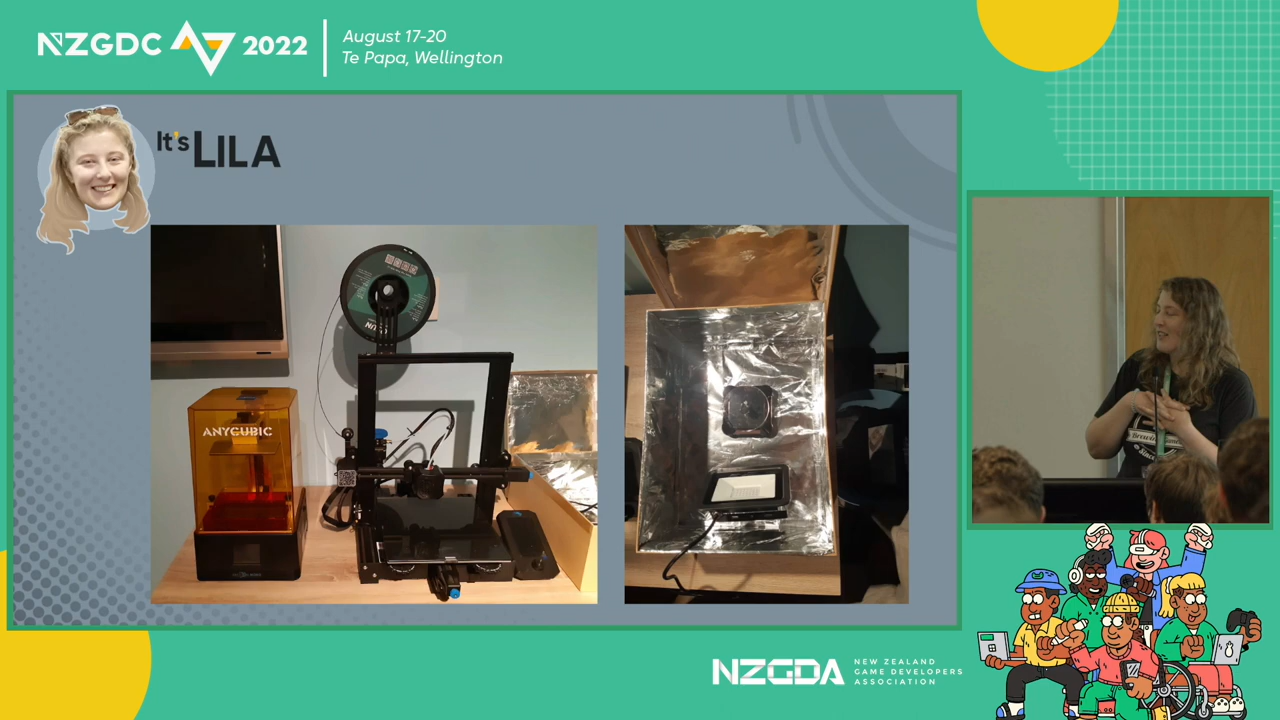 NZGDC 2022
August 17-20
Te Papa, Wellington
It's LILA
ANYCUBIC
NZGDA
NEW ZEALAND
GAME DEVELOPERS
ASSOCIATION